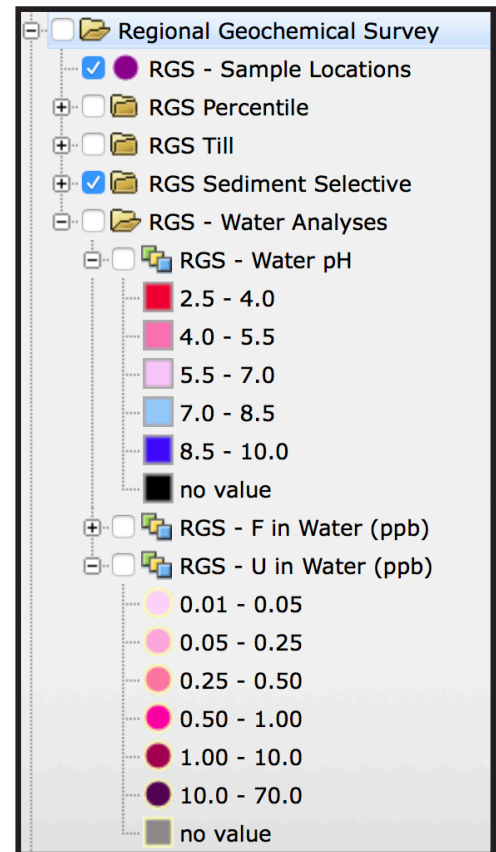 Regional Geochemical Survey
RGS - Sample Locations
RGS Percentile
RGS Till
RGS Sediment Selective
RGS - Water Analyses
RGS - Water pH
2.5 - 4.0
4.0 - 5.5
5.5 - 7.0
7.0 - 8.5
8.5 - 10.0
no value
RGS - F in Water (ppb)
RGS - U in Water (ppb)
0.01 - 0.05
0.05 - 0.25
0.25 - 0.50
0.50 - 1.00
1.00 - 10.0
10.0 - 70.0
no value